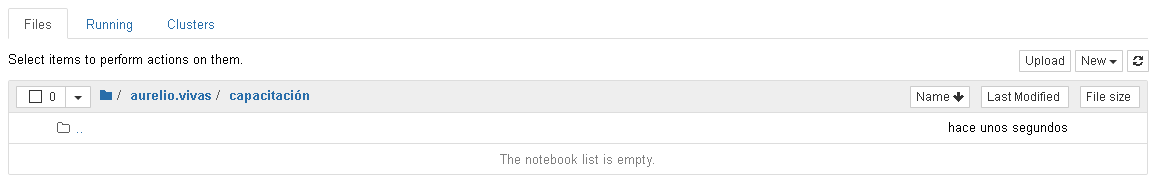 Files Running Clusters
Select items to perform actions on them. Upload New
0 / aurelio.vivas / capacitación Name Last Modified File size
.. hace unos segundos
The notebook list is empty.